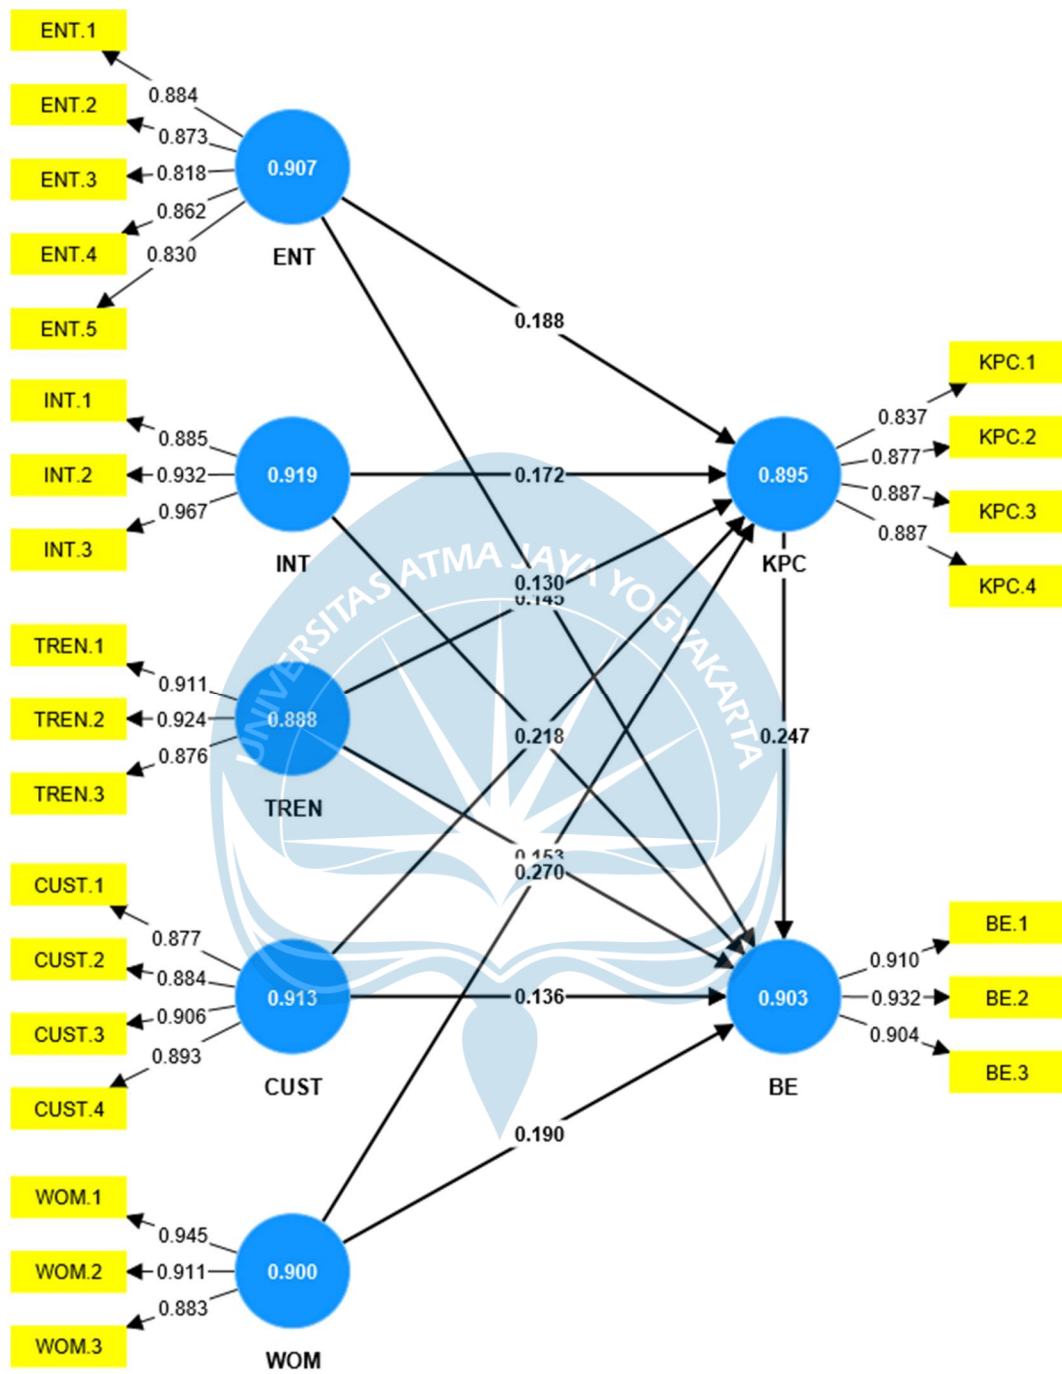 ENT.1
0.884
ENT.2
0.873
ENT.3
0.818
0.907
0.862
ENT.4
0.830
ENT
ENT.5
0.188
INT.1
0.885
INT.2
0.932
0.919
0.967
INT.3
INT
0.172
KPC.1
0.837
KPC.2
0.877
0.895
0.887
KPC.3
0.887
KPC
KPC.4
UNIVERSITAS ATMA JAYA YOGYAKARTA
0.130
0.145
TREN.1
0.911
TREN.2
0.924
0.888
0.876
TREN.3
TREN
0.218
0.247
0.153
0.270
CUST.1
0.877
CUST.2
0.884
0.913
0.906
CUST.3
0.893
CUST
CUST.4
0.136
BE.1
0.910
0.903
0.932
BE.2
0.904
BE.3
BE
0.190
WOM.1
0.945
WOM.2
0.911
0.900
0.883
WOM.3
WOM